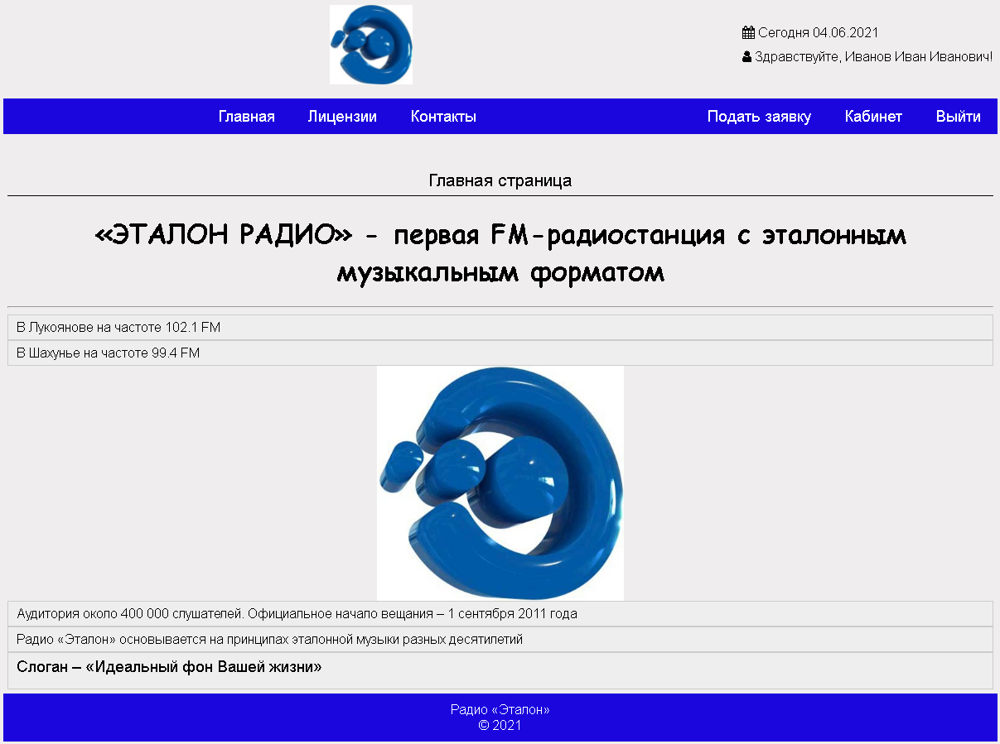 Сегодня 04.06.2021
Здравствуйте, Иванов Иван Иванович!
Главная Лицензии Контакты Подать заявку Кабинет Выйти
Главная страница
«ЭТАЛОН РАДИО» - первая FM-радиостанция с эталонным
музыкальным форматом
В Лукоянове на частоте 102.1 FM
В Шахунье на частоте 99.4 FM
Аудитория около 400 000 слушателей. Официальное начало вещания – 1 сентября 2011 года
Радио «Эталон» основывается на принципах эталонной музыки разных десятилетий
Слоган – «Идеальный фон Вашей жизни»
Радио «Эталон»
© 2021